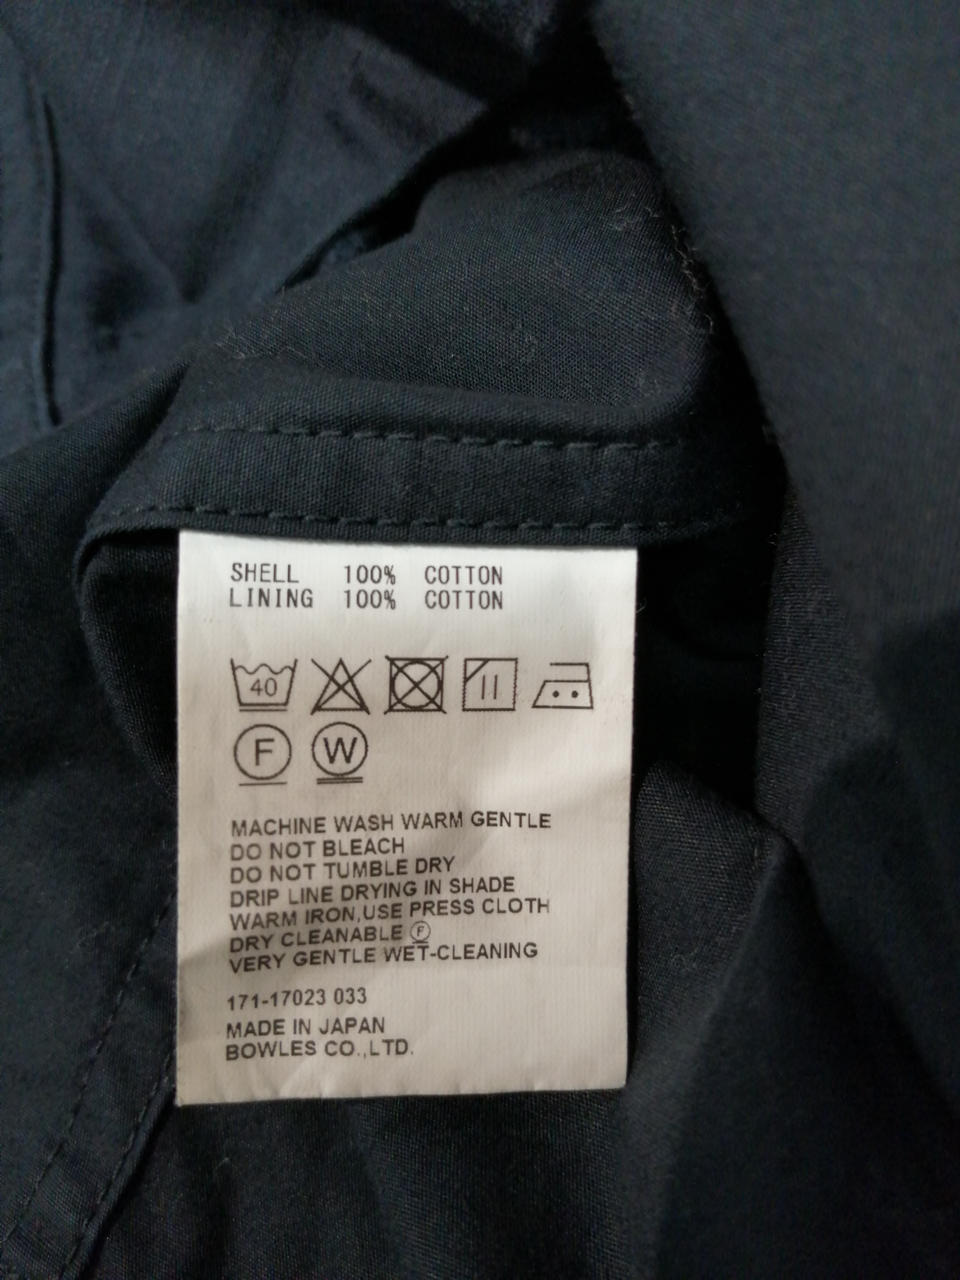 SHELL 100% COTTON
LINING 100% COTTON
40
F W
MACHINE WASH WARM GENTLE
DO NOT BLEACH
DO NOT TUMBLE DRY
DRIP LINE DRYING IN SHADE
WARM IRON,USE PRESS CLOTH
DRY CLEANABLE Ⓕ
VERY GENTLE WET-CLEANING
171-17023 033
MADE IN JAPAN
BOWLES CO.,LTD.